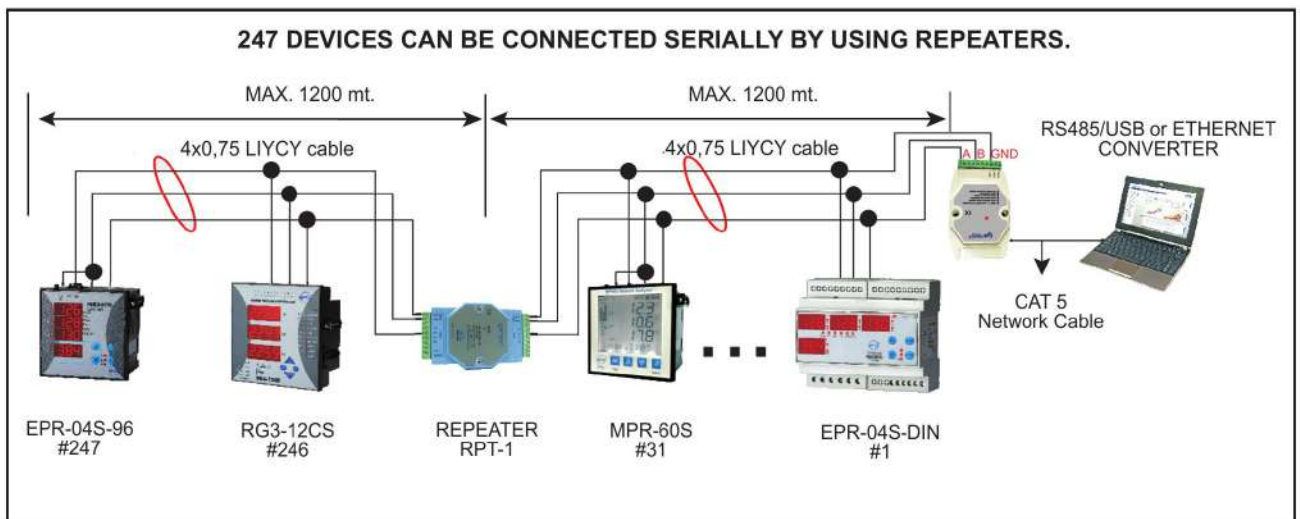 247 DEVICES CAN BE CONNECTED SERIALLY BY USING REPEATERS.
MAX. 1200 mt.
MAX. 1200 mt.
4x0,75 LIYCY cable
4x0,75 LIYCY cable
A B GND
RS485/USB or ETHERNET
CONVERTER
CAT 5
Network Cable
EPR-04S-96
#247
RG3-12CS
#246
REPEATER
RPT-1
MPR-60S
#31
EPR-04S-DIN
#1